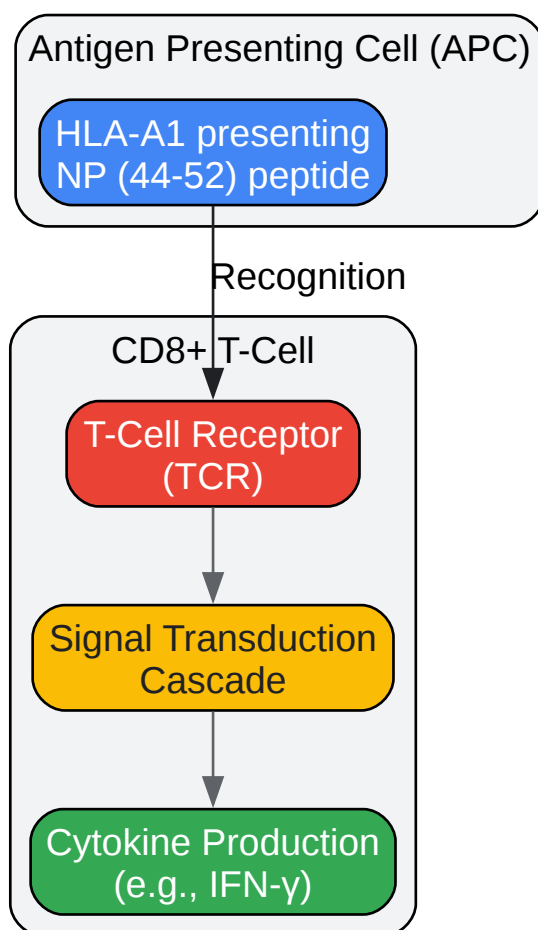 Antigen Presenting Cell (APC)
HLA-A1 presenting
NP (44-52) peptide
Recognition
CD8+ T-Cell
T-Cell Receptor
(TCR)
Signal Transduction
Cascade
Cytokine Production
(e.g., IFN-γ)